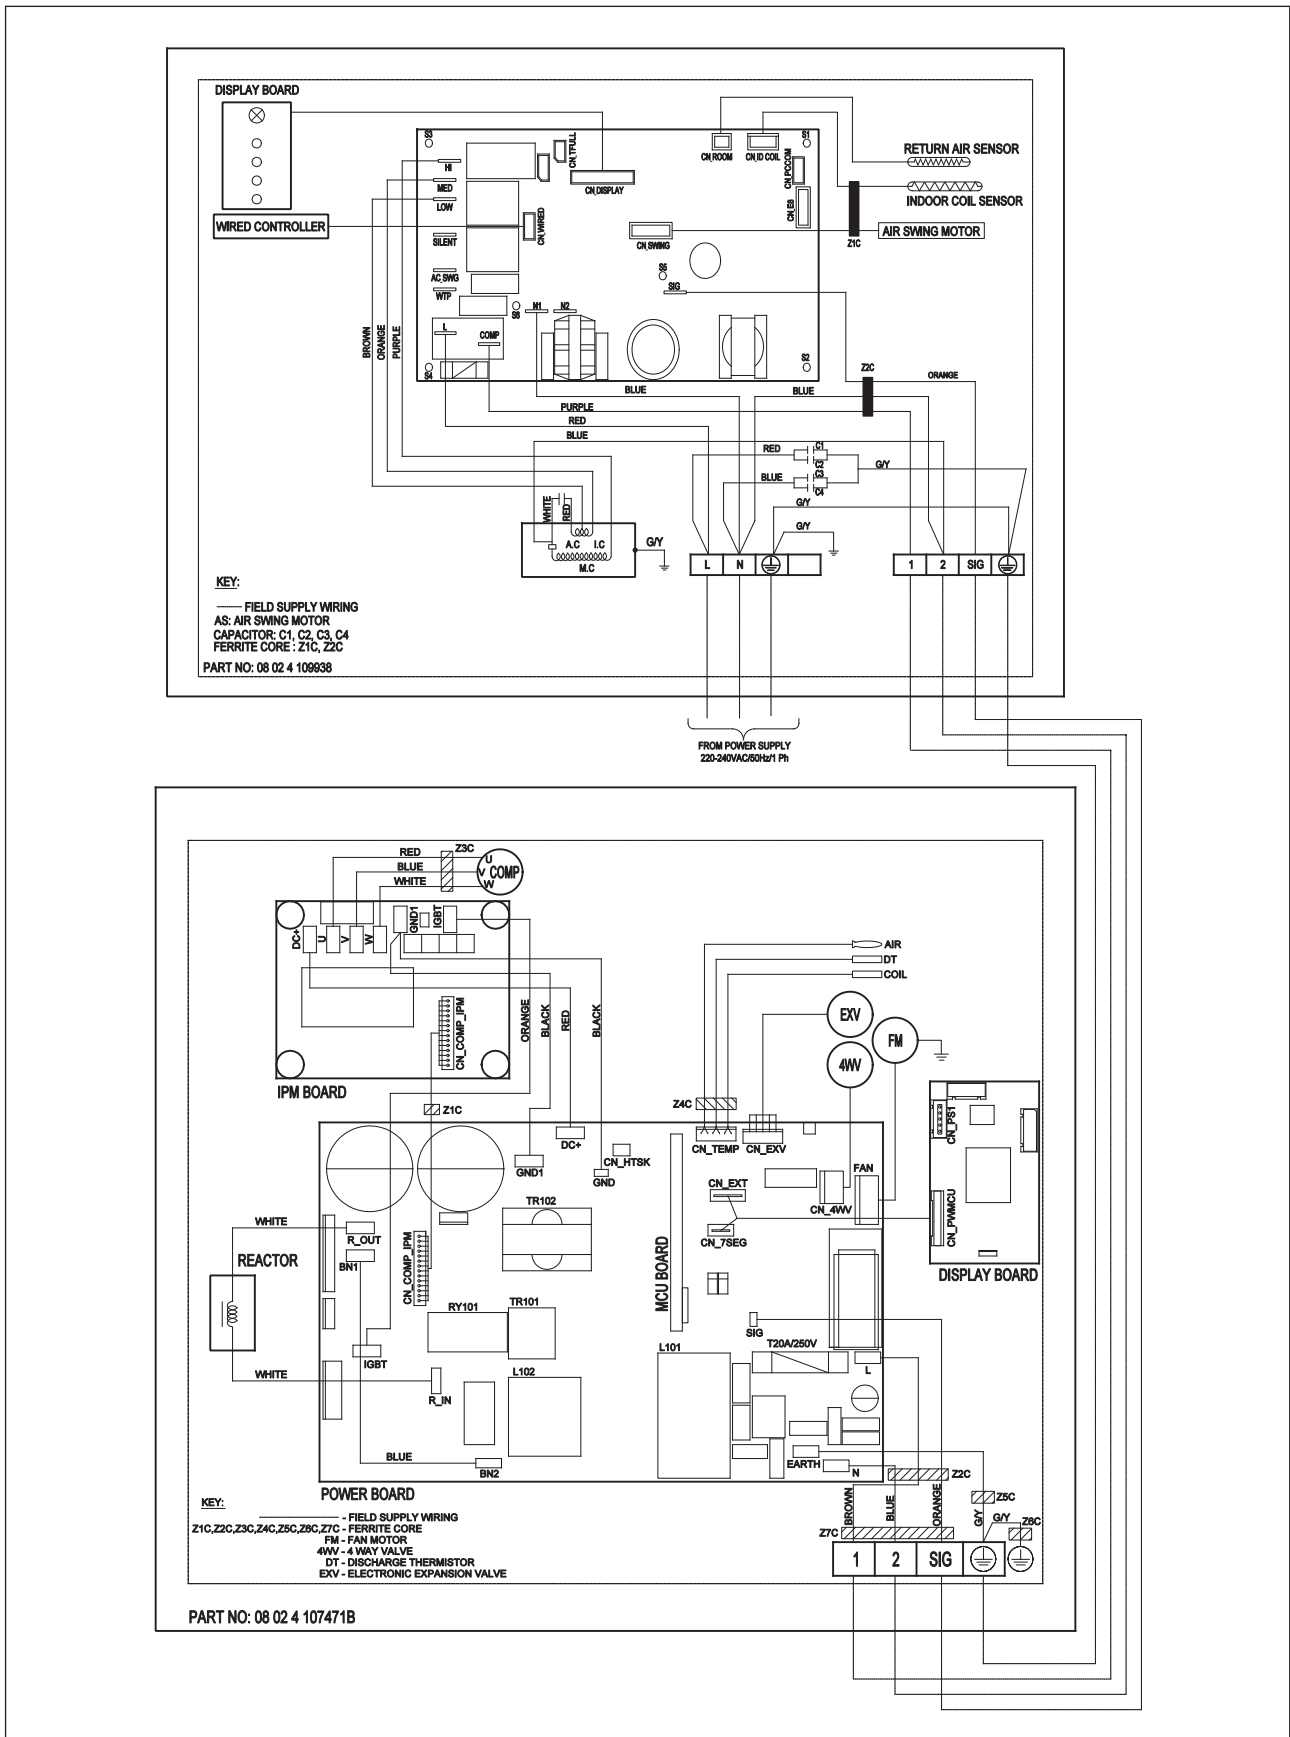 DISPLAY BOARD
WIRED CONTROLLER
S3
CN_TFULL
CN_ROOM
CN_ID COIL
S1
CN_PCCOM
RETURN AIR SENSOR
HI
MED
LOW
CN_DISPLAY
CN_E8
INDOOR COIL SENSOR
CN_WIRED
CN_SWING
Z1C
AIR SWING MOTOR
SILENT
AC_SWG
WTP
S5
SIG
S6
N1
N2
L
COMP
S4
S2
BROWN
ORANGE
PURPLE
Z2C
BLUE
BLUE
ORANGE
PURPLE
RED
BLUE
RED
C1
C2
BLUE
C3
C4
G/Y
G/Y
G/Y
WHITE
RED
A.C
I.C
M.C
G/Y
L
N
1
2
SIG
KEY:
FIELD SUPPLY WIRING
AS: AIR SWING MOTOR
CAPACITOR: C1, C2, C3, C4
FERRITE CORE : Z1C, Z2C
PART NO: 08 02 4 109938
FROM POWER SUPPLY
220-240VAC/50Hz/1 Ph
RED
BLUE
WHITE
Z3C
U
V
W
COMP
DC+
U
V
W
GND1
IGBT
CN_COMP_IPM
IPM BOARD
ORANGE
BLACK
RED
BLACK
AIR
DT
COIL
EXV
FM
4WV
Z1C
Z4C
CN_TEMP
CN_EXV
CN_PS1
DC+
GND1
CN_HTSK
GND
FAN
CN_EXT
CN_4WV
CN_7SEG
CN_PWMCU
DISPLAY BOARD
TR102
WHITE
R_OUT
REACTOR
BN1
CN_COMP_IPM
MCU BOARD
RY101
TR101
SIG
T20A/250V
L101
L
IGBT
L102
WHITE
R_IN
BLUE
BN2
EARTH
N
Z2C
POWER BOARD
BROWN
BLUE
ORANGE
Z5C
G/Y
G/Y
Z6C
Z7C
1
2
SIG
KEY:
- FIELD SUPPLY WIRING
Z1C,Z2C,Z3C,Z4C,Z5C,Z6C,Z7C - FERRITE CORE
FM - FAN MOTOR
4WV - 4 WAY VALVE
DT - DISCHARGE THERMISTOR
EXV - ELECTRONIC EXPANSION VALVE
PART NO: 08 02 4 107471B